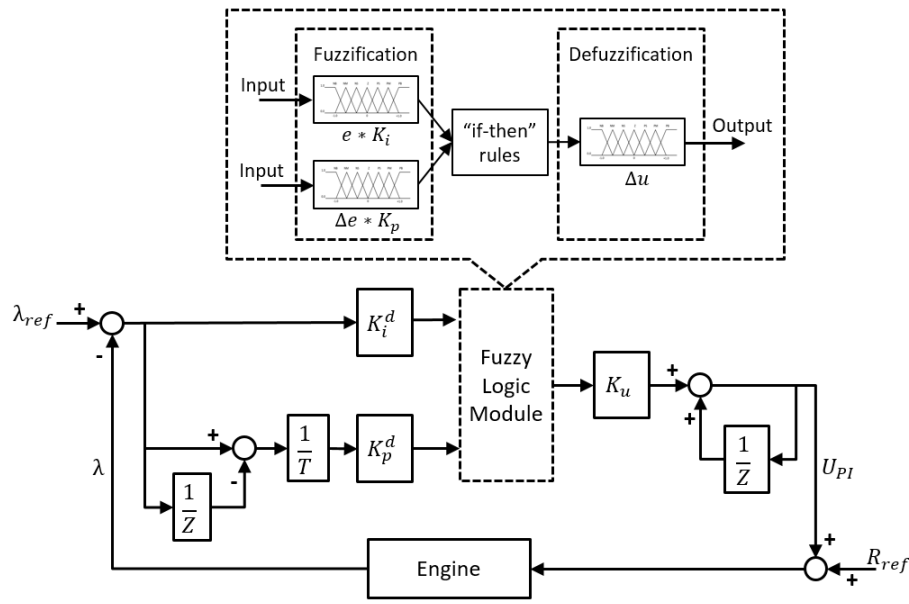 Fuzzification
Defuzzification
Input
e * K_i
"if-then"
rules
Output
Input
Δu
Δe * K_p
λ_ref
+
-
K_i^d
Fuzzy
Logic
Module
K_u
+
+
+
-
1/T
K_p^d
1/Z
1/Z
λ
U_PI
+
Engine
R_ref
+